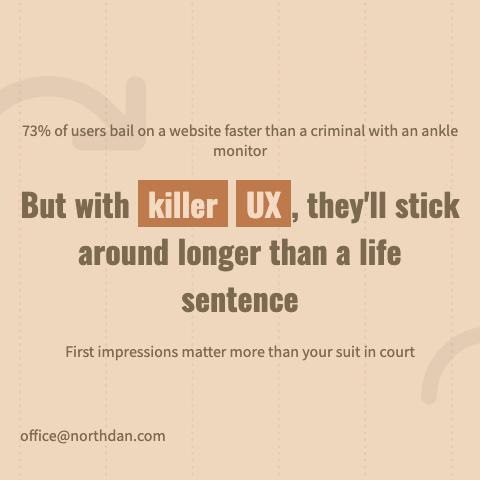 73% of users bail on a website faster than a criminal with an ankle
monitor
But with killer UX, they'll stick
around longer than a life
sentence
First impressions matter more than your suit in court
office@northdan.com